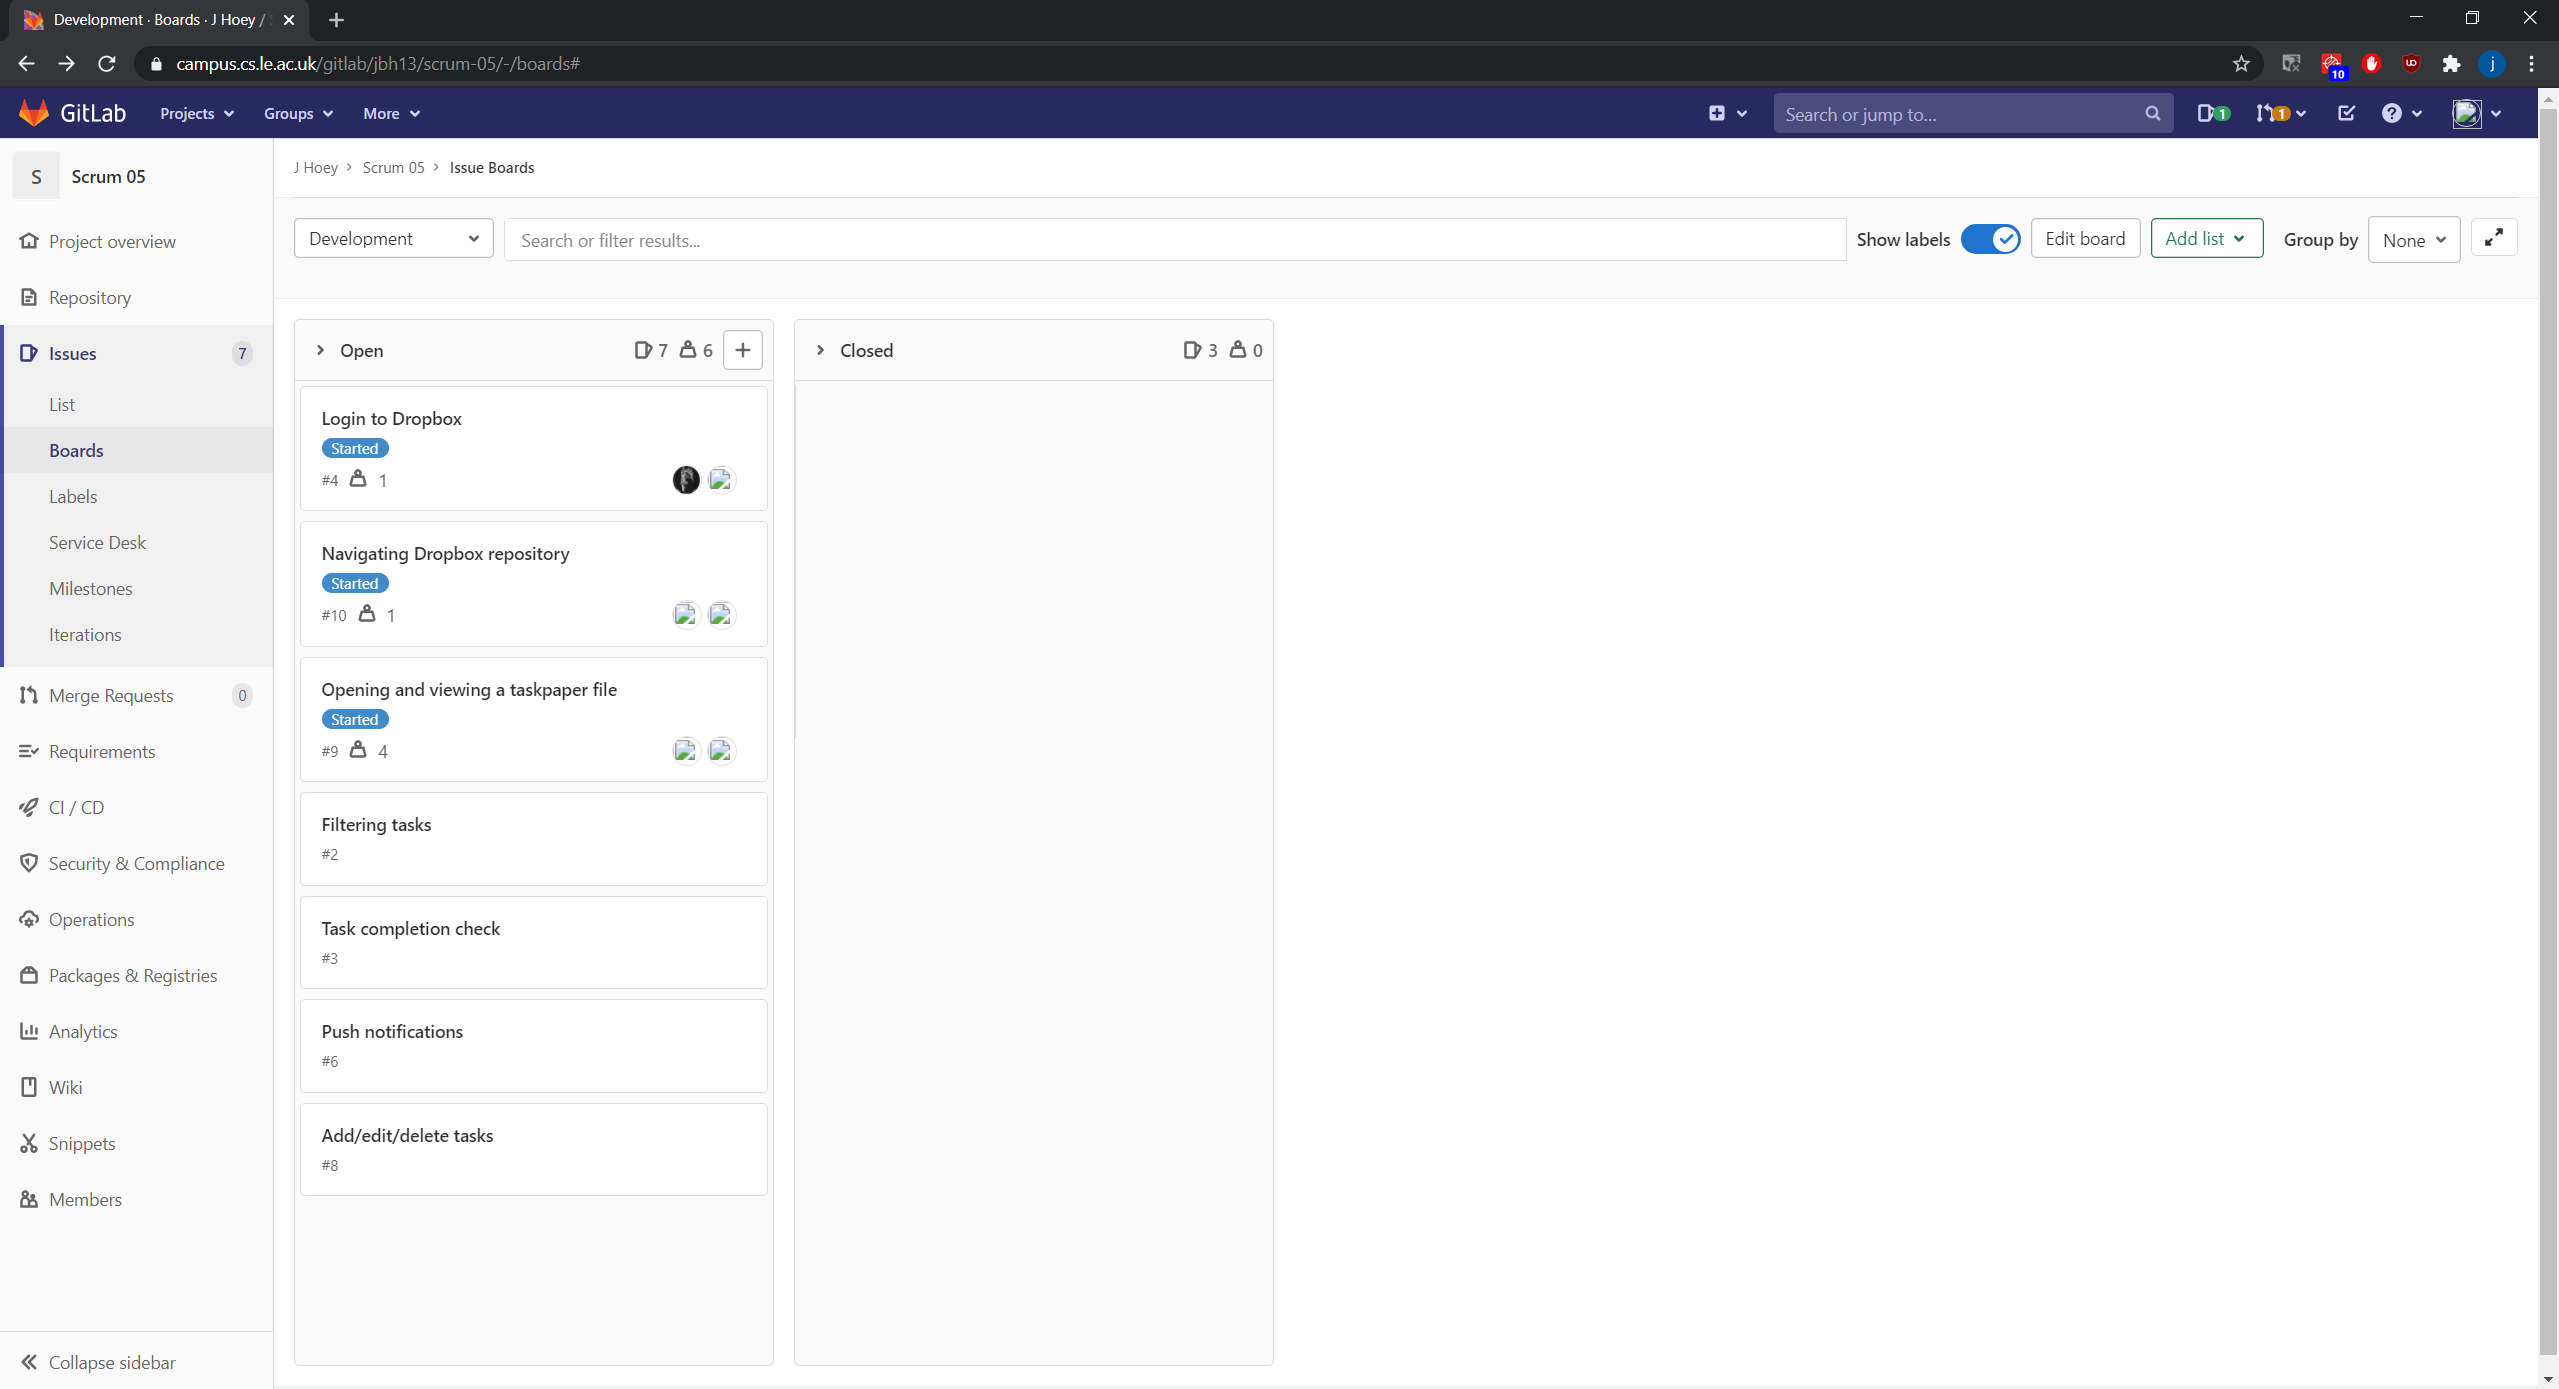 Development · Boards · J Hoey /
campus.cs.le.ac.uk/gitlab/jbh13/scrum-05/-/boards#
10
j
GitLab
Projects
Groups
More
Search or jump to...
1
1
S
Scrum 05
Project overview
Repository
Issues 7
List
Boards
Labels
Service Desk
Milestones
Iterations
Merge Requests 0
Requirements
CI / CD
Security & Compliance
Operations
Packages & Registries
Analytics
Wiki
Snippets
Members
Collapse sidebar
J Hoey > Scrum 05 > Issue Boards
Development
Search or filter results...
Show labels
Edit board
Add list
Group by
None
Open 7 6
Login to Dropbox
Started
#4 1
Navigating Dropbox repository
Started
#10 1
Opening and viewing a taskpaper file
Started
#9 4
Filtering tasks
#2
Task completion check
#3
Push notifications
#6
Add/edit/delete tasks
#8
Closed 3 0